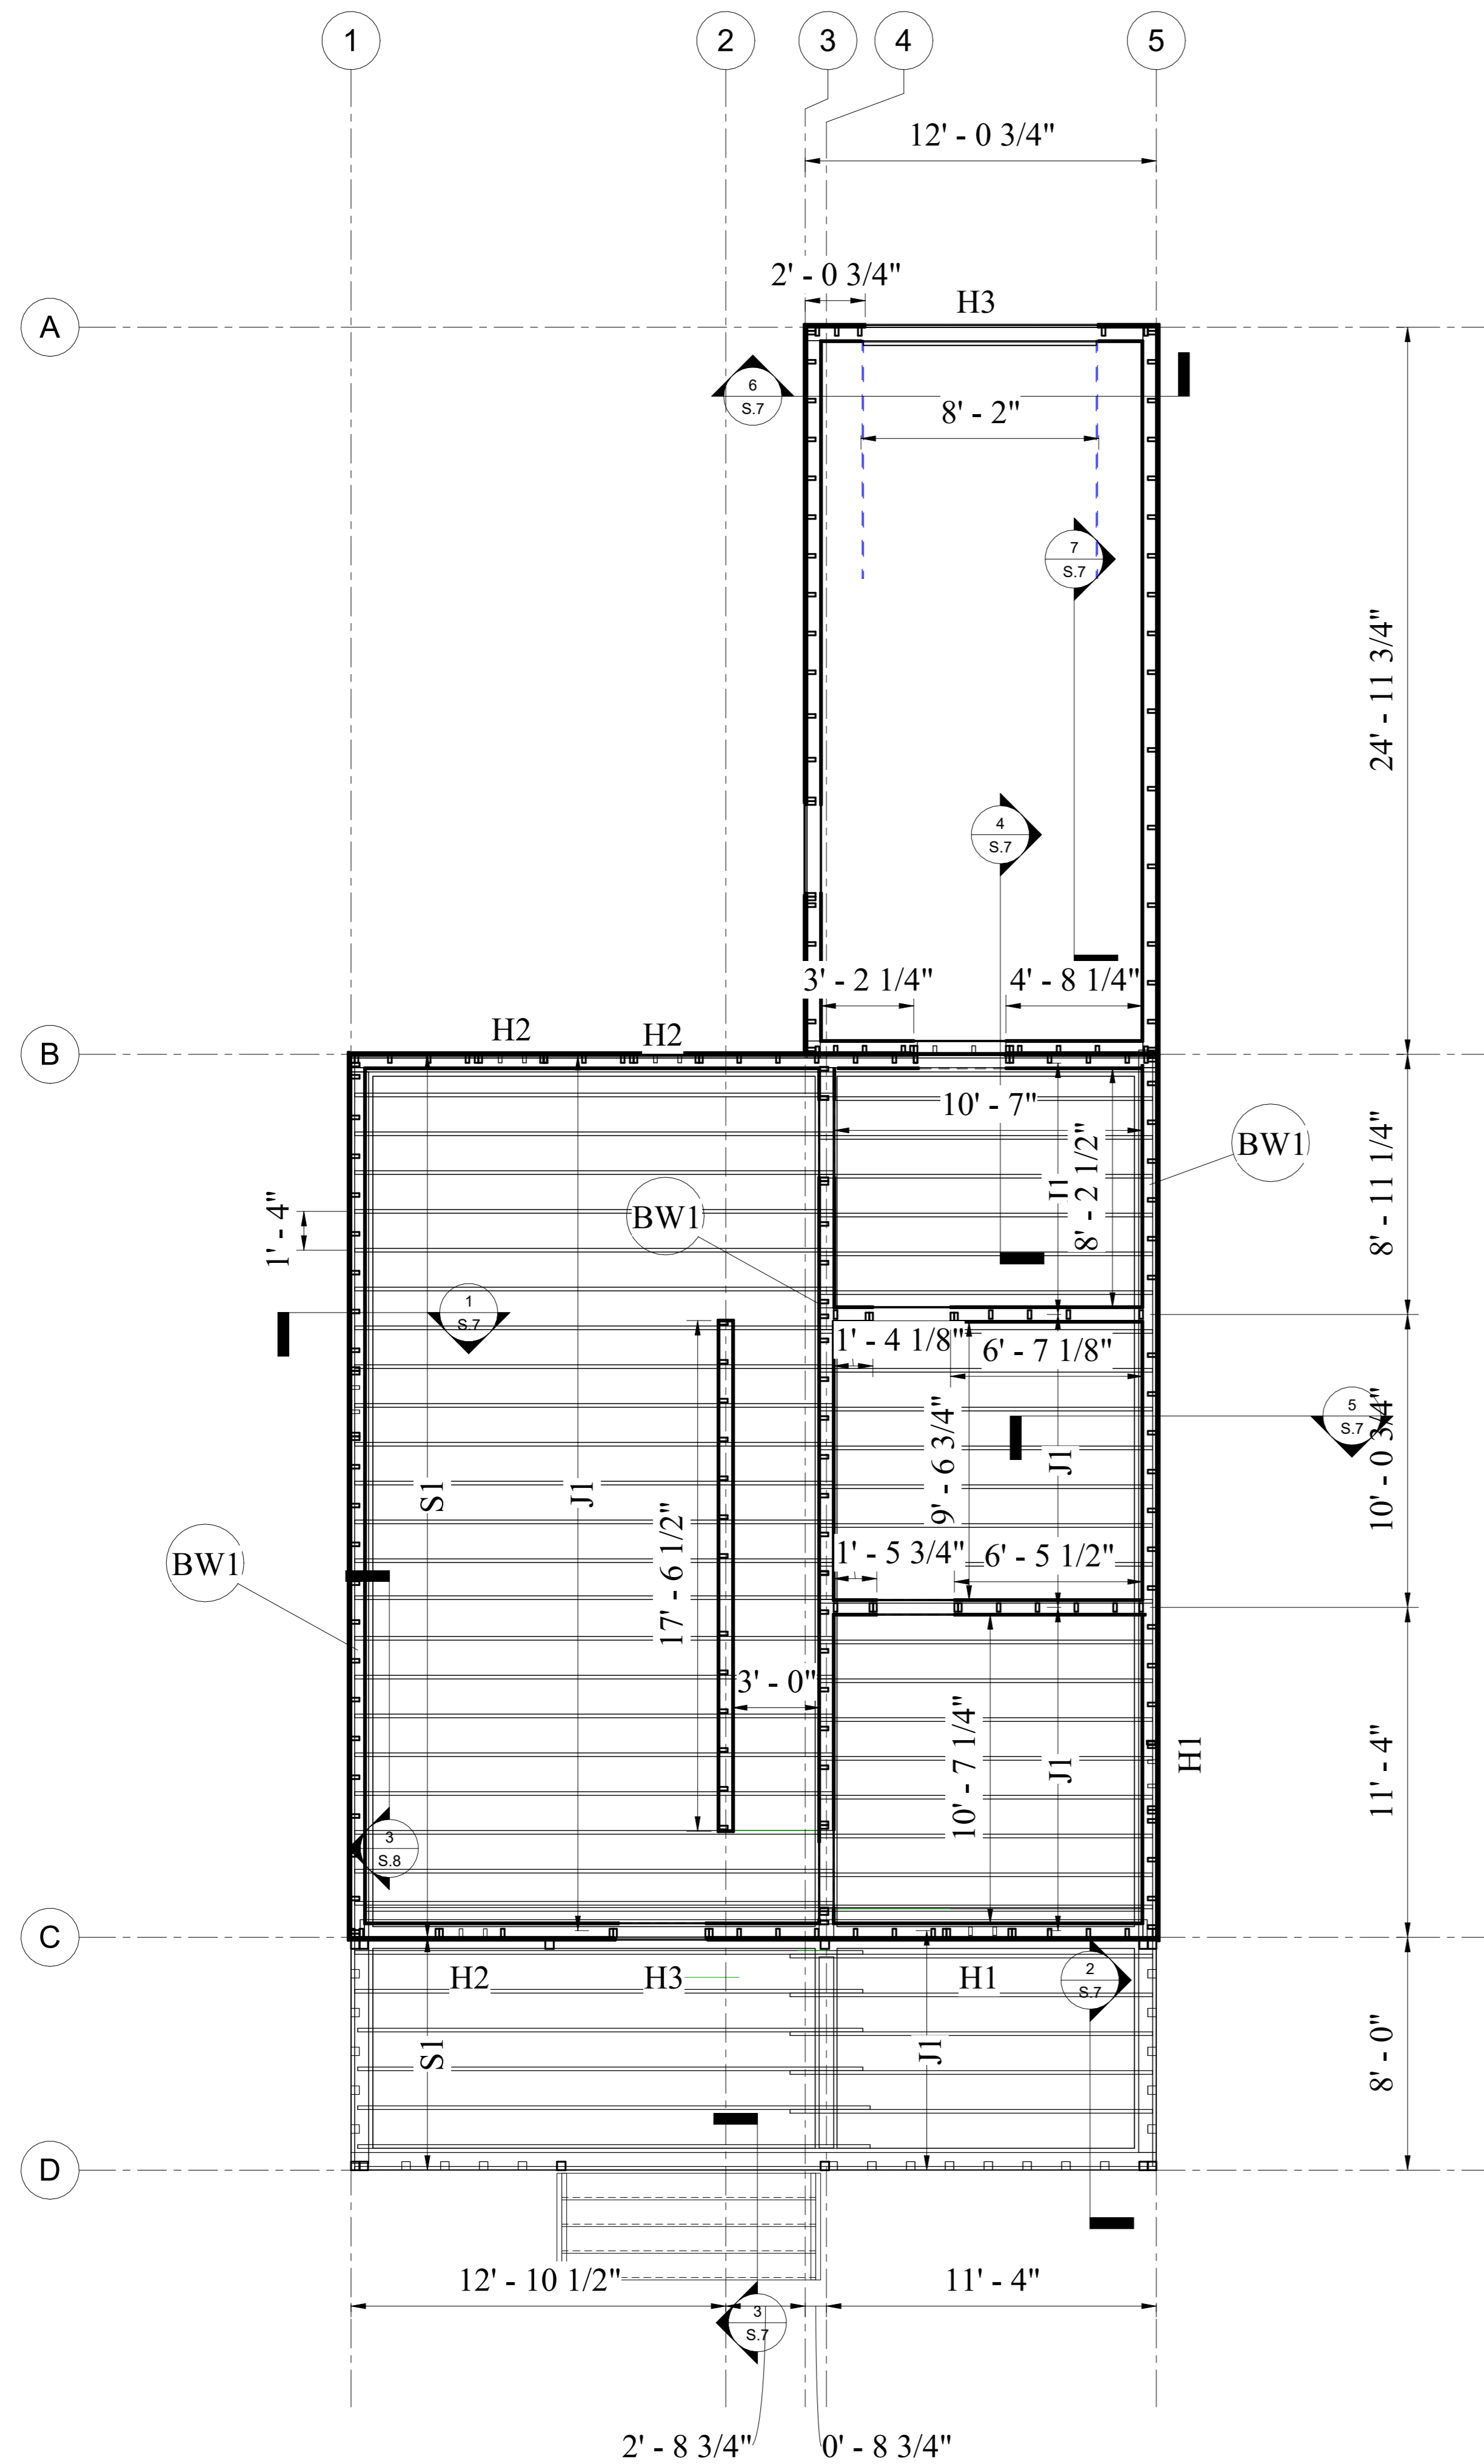 1
2
3
4
5
12' - 0 3/4"
2' - 0 3/4"
H3
A
6
S.7
8' - 2"
7
S.7
24' - 11 3/4"
4
S.7
3' - 2 1/4"
4' - 8 1/4"
H2
H2
B
10' - 7"
J1
8' - 2 1/2"
BW1
8' - 11 1/4"
BW1
1' - 4"
1
S.7
1' - 4 1/8"
6' - 7 1/8"
5
S.7
10' - 0 3/4"
9' - 6 3/4"
J1
S1
J1
17' - 6 1/2"
1' - 5 3/4"
6' - 5 1/2"
BW1
3' - 0"
10' - 7 1/4"
J1
H1
11' - 4"
3
S.8
C
H2
H3
H1
2
S.7
S1
J1
8' - 0"
D
12' - 10 1/2"
11' - 4"
3
S.7
2' - 8 3/4"
0' - 8 3/4"